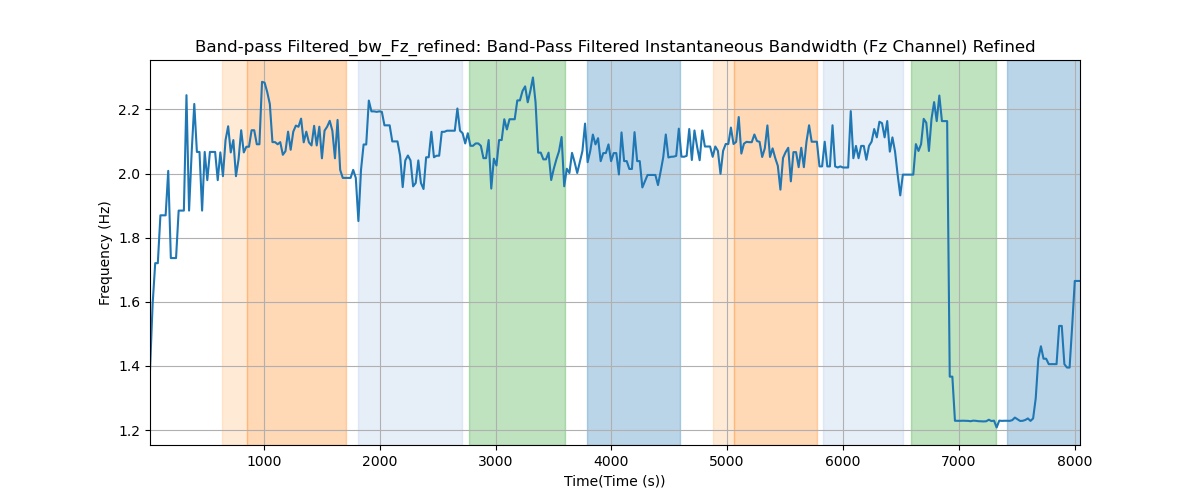 Band-pass Filtered_bw_Fz_refined: Band-Pass Filtered Instantaneous Bandwidth (Fz Channel) Refined
2.2
2.0
1.8
1.6
1.4
1.2
Frequency (Hz)
1000 2000 3000 4000 5000 6000 7000 8000
Time(Time (s))